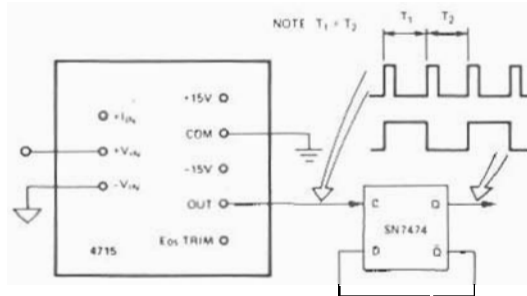 NOTE T₁ = T₂
T₁
T₂
+15V
+IIN
COM
+VIN
-15V
-VIN
OUT
Eos TRIM
4715
C
Q
SN7474
D
Q̅